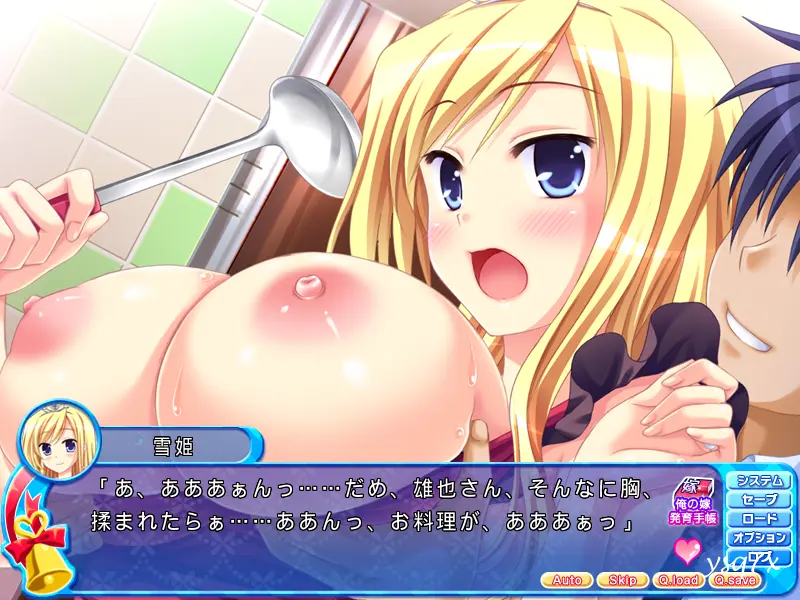 雪姫
「あ、あああぁんっ……だめ、雄也さん、そんなに胸、
揉まれたらぁ……ああんっ、お料理が、あああぁっ」
嫁
俺の嫁
発育手帳
システム
セーブ
ロード
オプション
Auto
Skip
Q.load
Q.save